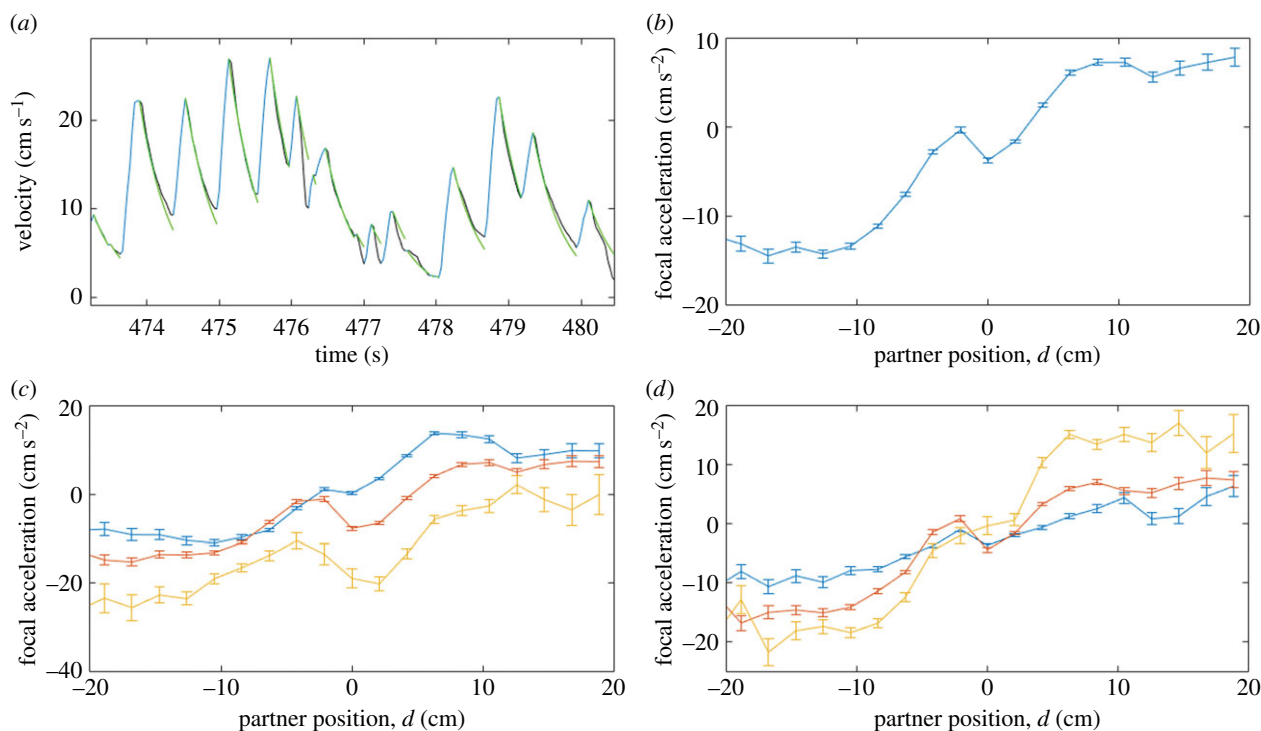 (a)
velocity (cm s−1)
20
10
0
474 475 476 477 478 479 480
time (s)
(b)
focal acceleration (cm s−2)
10
0
−10
−20
−20 −10 0 10 20
partner position, d (cm)
(c)
focal acceleration (cm s−2)
20
0
−20
−40
−20 −10 0 10 20
partner position, d (cm)
(d)
focal acceleration (cm s−2)
20
10
0
−10
−20
−20 −10 0 10 20
partner position, d (cm)